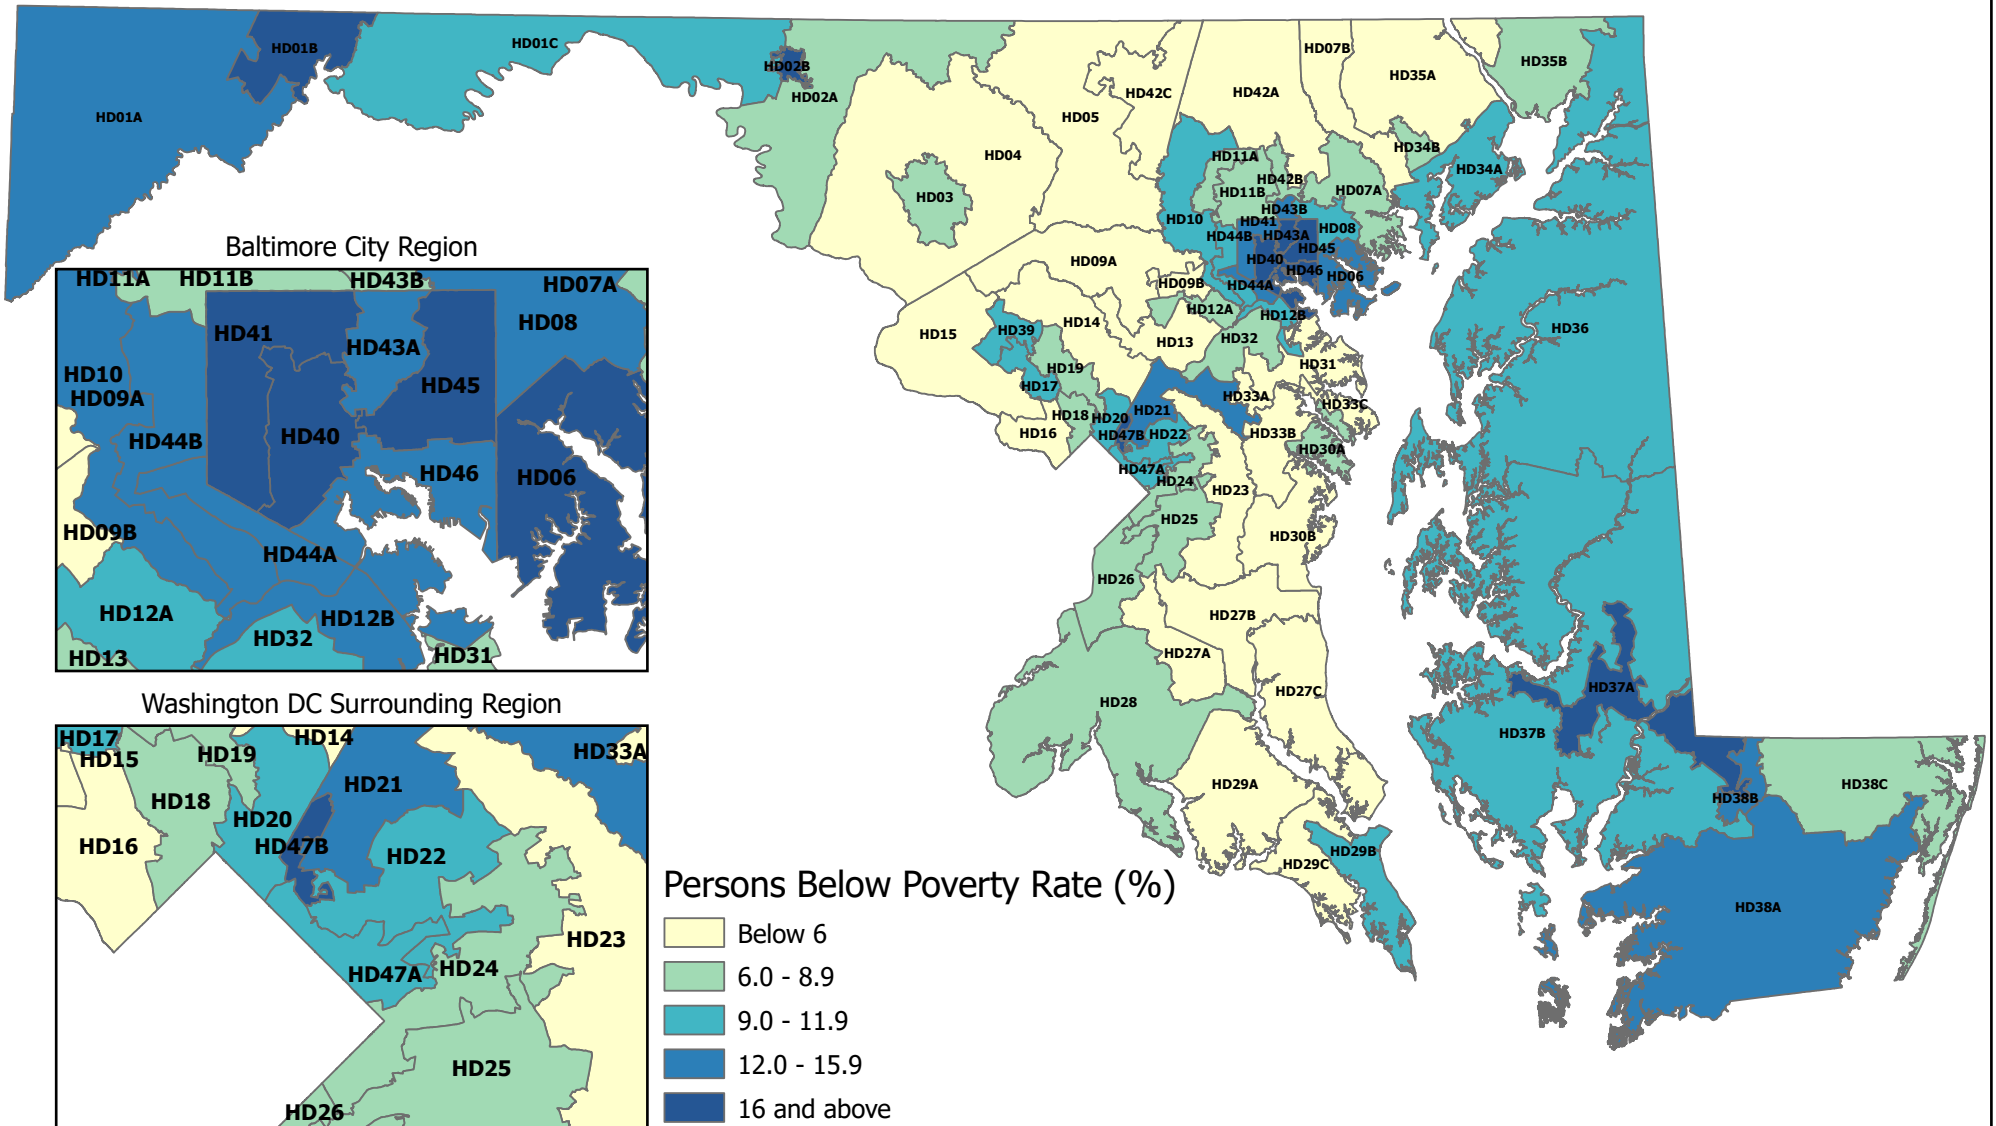 HD01A
HD01B
HD01C
HD02B
HD02A
HD03
HD04
HD05
HD42C
HD42A
HD07B
HD35A
HD35B
HD34B
HD34A
HD11A
HD42B
HD11B
HD07A
HD10
HD43B
HD41
HD44B
HD43A
HD08
HD45
HD40
HD46
HD06
HD44A
HD09A
HD09B
HD12A
HD12B
HD36
HD15
HD39
HD14
HD13
HD32
HD31
HD19
HD17
HD33A
HD33C
HD18
HD20
HD21
HD16
HD47B
HD22
HD33B
HD30A
HD47A
HD24
HD23
HD25
HD30B
HD26
HD27B
HD27A
HD27C
HD28
HD29A
HD29C
HD29B
HD37A
HD37B
HD38B
HD38C
HD38A
Baltimore City Region
HD11A
HD11B
HD43B
HD07A
HD41
HD43A
HD08
HD10
HD09A
HD45
HD44B
HD40
HD46
HD06
HD09B
HD44A
HD12A
HD12B
HD32
HD13
HD31
Washington DC Surrounding Region
HD17
HD15
HD19
HD14
HD33A
HD18
HD21
HD20
HD16
HD47B
HD22
HD23
HD47A
HD24
HD25
HD26
Persons Below Poverty Rate (%)
Below 6
6.0 - 8.9
9.0 - 11.9
12.0 - 15.9
16 and above